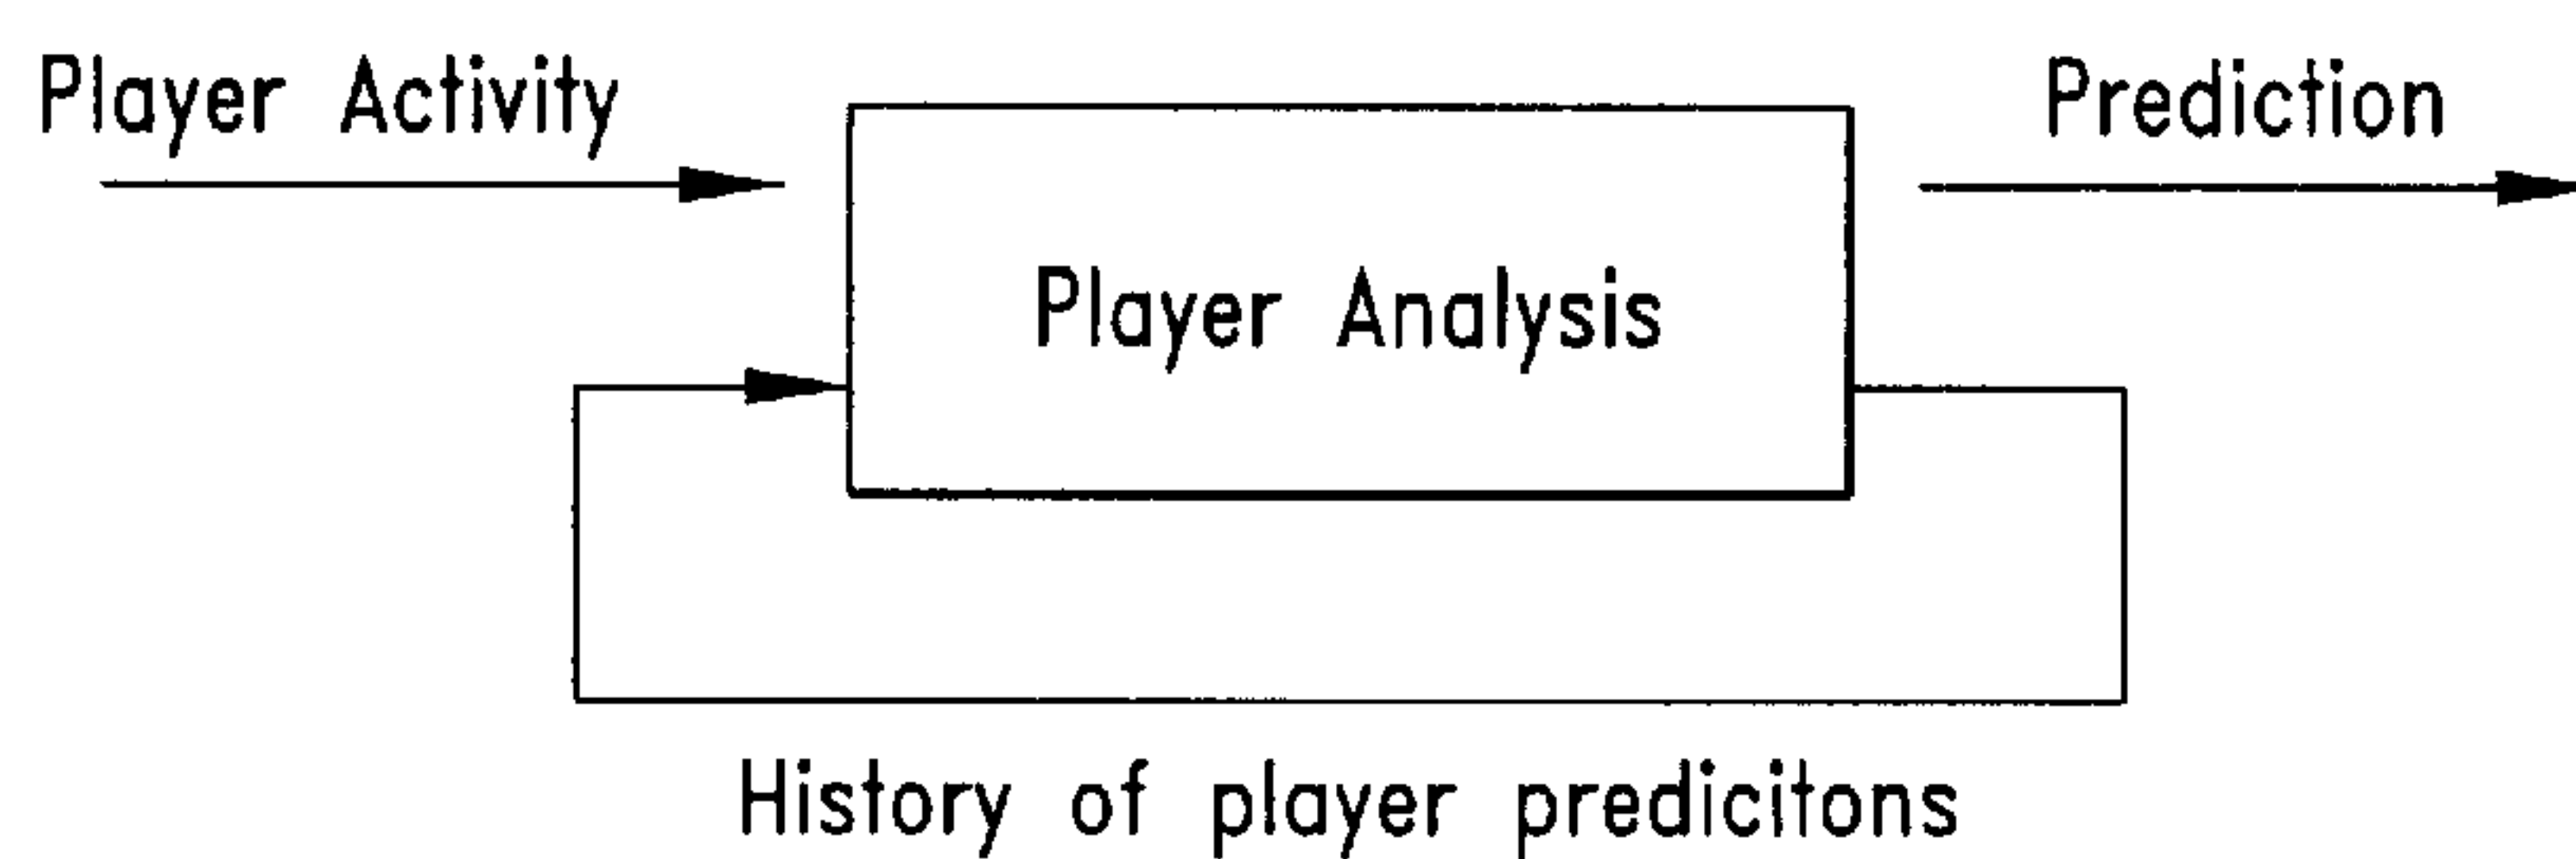 Player Activity
Prediction
Player Analysis
History of player predicitons